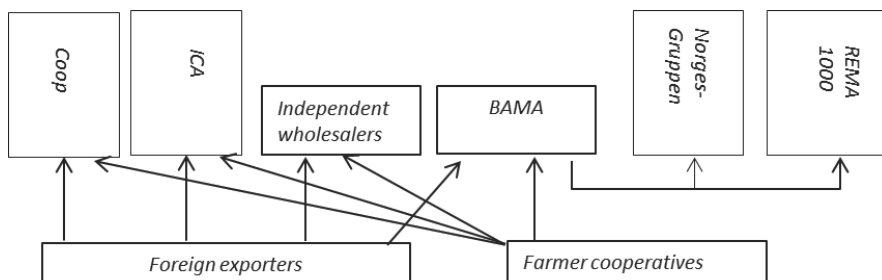 Coop
ICA
Independent
wholesalers
BAMA
Norges-
Gruppen
REMA
1000
Foreign exporters
Farmer cooperatives